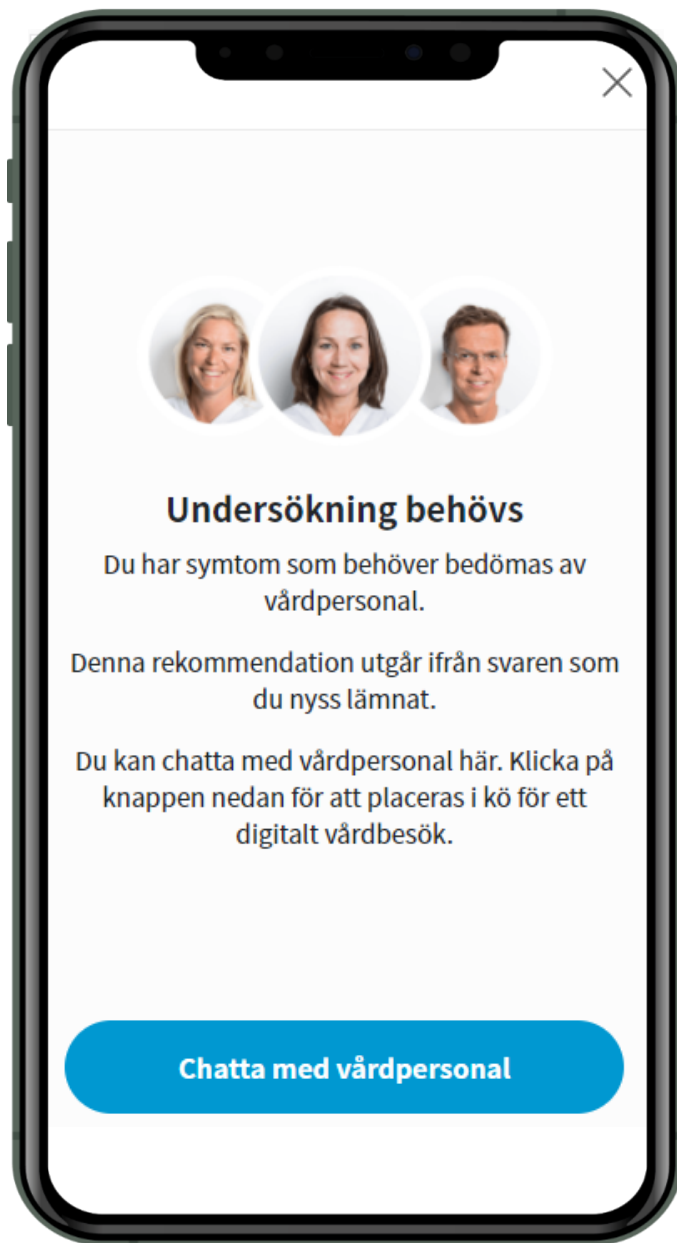 Undersökning behövs
Du har symtom som behöver bedömas av
vårdpersonal.
Denna rekommendation utgår ifrån svaren som
du nyss lämnat.
Du kan chatta med vårdpersonal här. Klicka på
knappen nedan för att placeras i kö för ett
digitalt vårdbesök.
Chatta med vårdpersonal